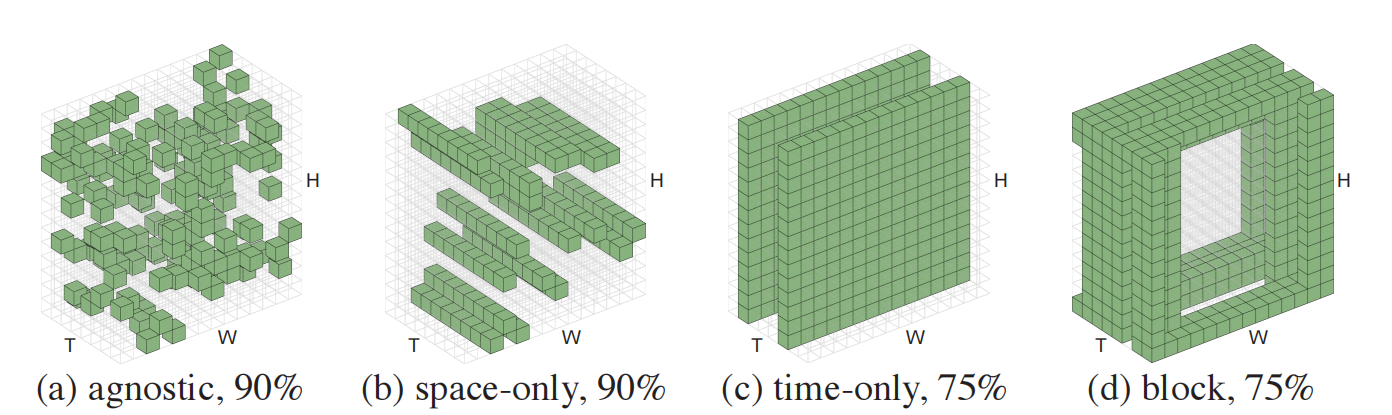 H
H
H
H
T
W
T
W
T
W
T
W
(a) agnostic, 90%
(b) space-only, 90%
(c) time-only, 75%
(d) block, 75%